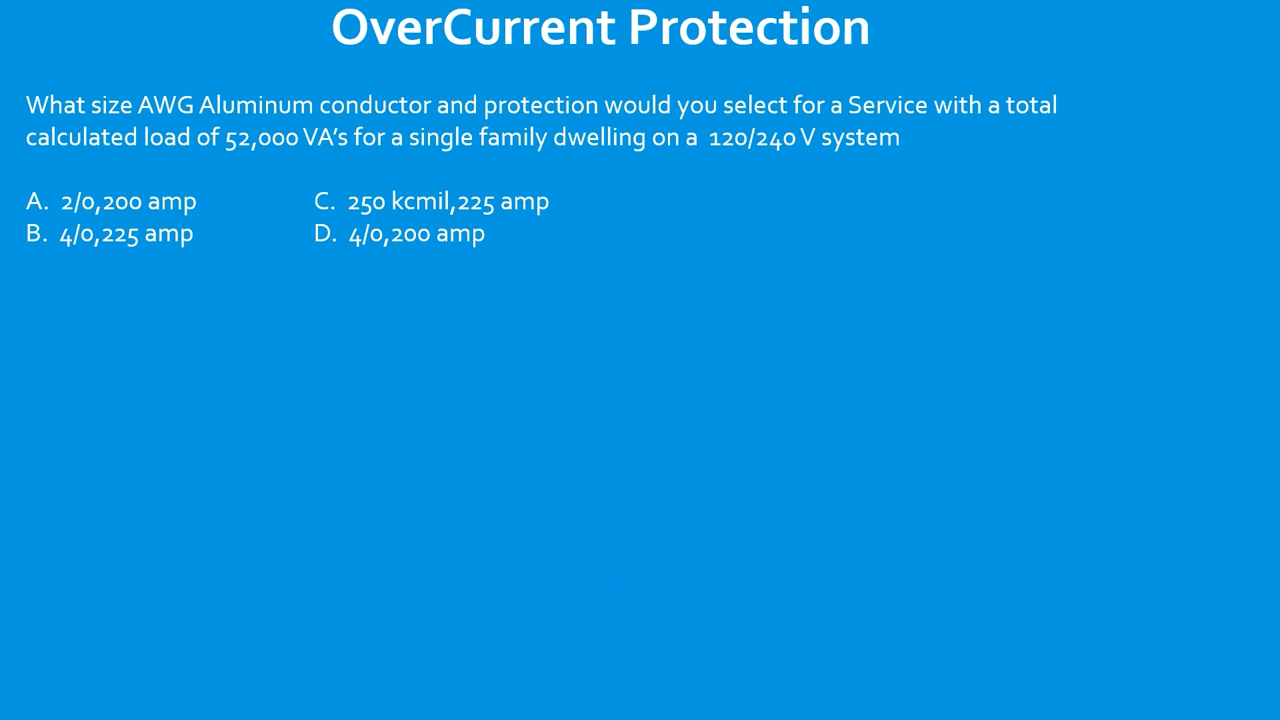 OverCurrent Protection
What size AWG Aluminum conductor and protection would you select for a Service with a total
calculated load of 52,000 VA’s for a single family dwelling on a 120/240 V system
A. 2/0,200 amp C. 250 kcmil,225 amp
B. 4/0,225 amp D. 4/0,200 amp